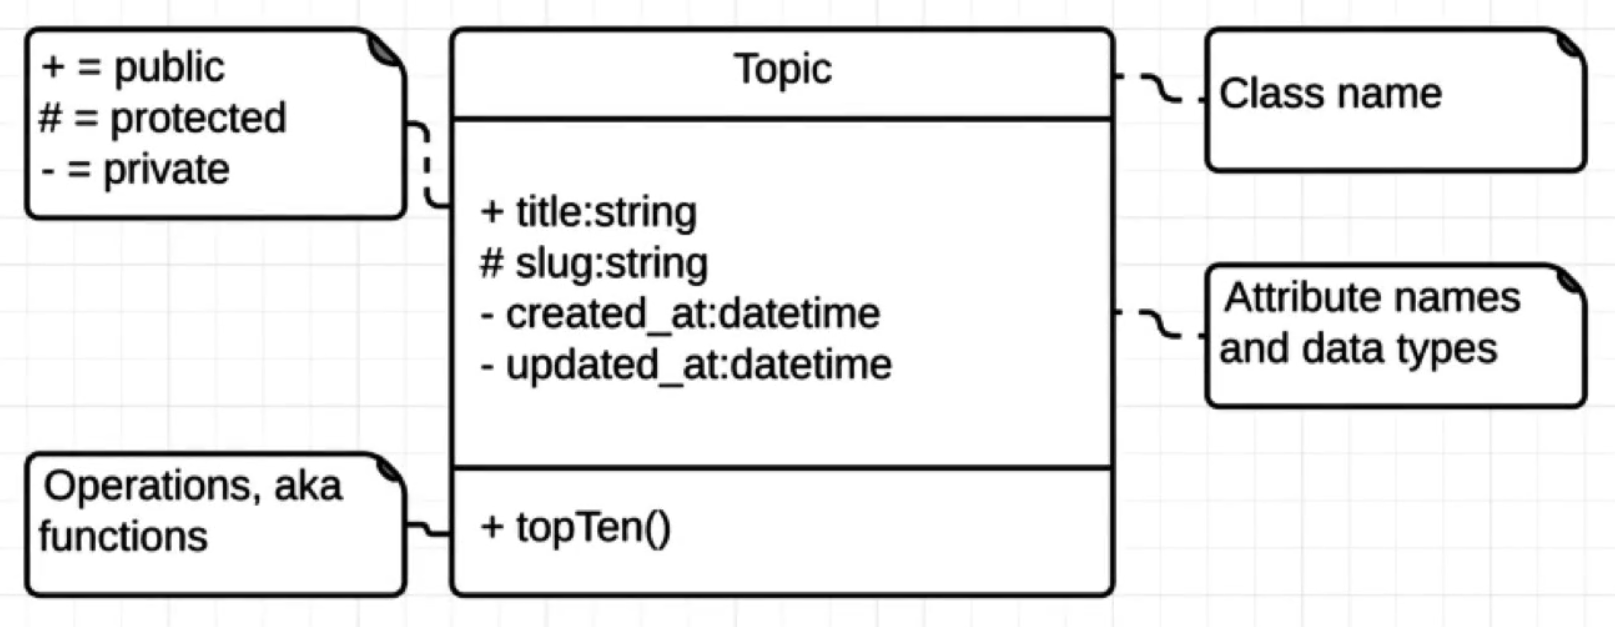 + = public
# = protected
- = private
Topic
Class name
+ title:string
# slug:string
- created_at:datetime
- updated_at:datetime
Attribute names
and data types
Operations, aka
functions
+ topTen()